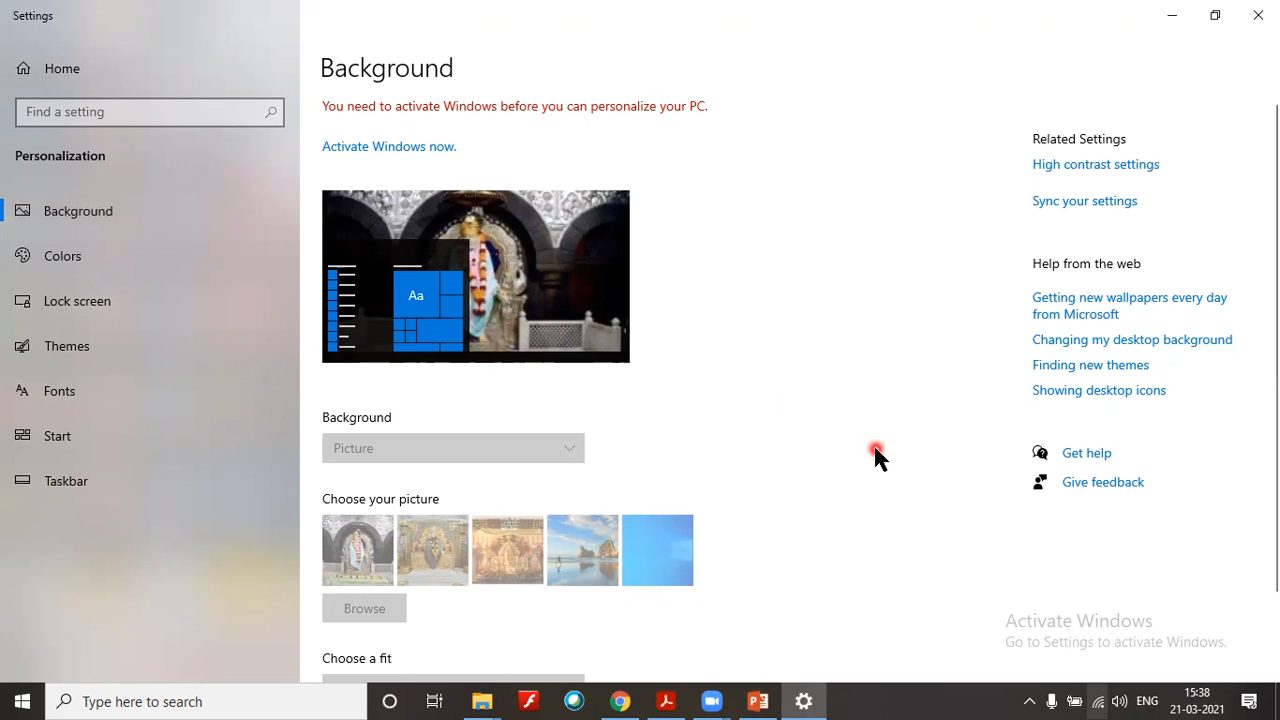 Settings
Home
Find a setting
Personalization
Background
Colors
Lock screen
Themes
Fonts
Start
Taskbar
Background
You need to activate Windows before you can personalize your PC.
Activate Windows now.
Aa
Background
Picture
Choose your picture
Browse
Choose a fit
Related Settings
High contrast settings
Sync your settings
Help from the web
Getting new wallpapers every day
from Microsoft
Changing my desktop background
Finding new themes
Showing desktop icons
Get help
Give feedback
Activate Windows
Go to Settings to activate Windows.
Type here to search
ENG
15:38
21-03-2021